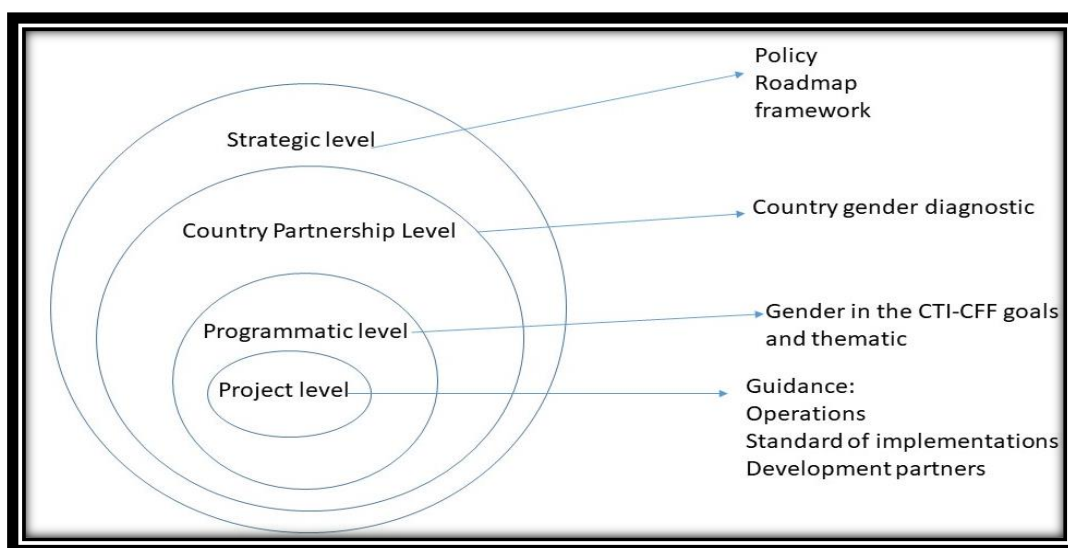 Policy
Roadmap
framework
Strategic level
Country gender diagnostic
Country Partnership Level
Gender in the CTI-CFF goals
and thematic
Programmatic level
Guidance:
Operations
Standard of implementations
Development partners
Project level